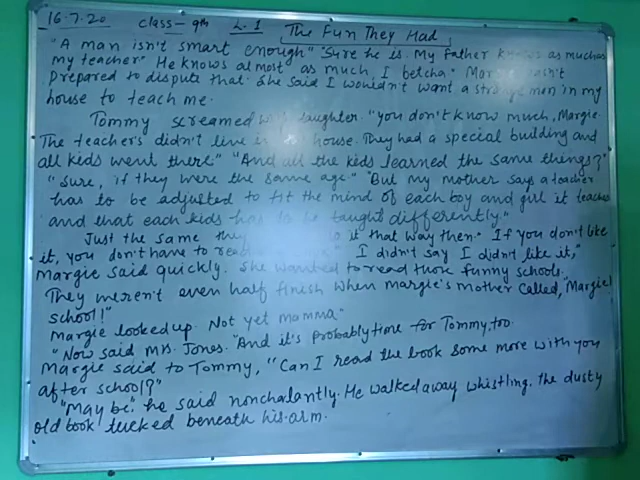 16.7.20 class - 9th L. 1 The Fun They Had
"A man isn't smart enough" "Sure he is. My father knows as much as
my teacher" He knows almost as much, I betcha." wasn't
prepared to dispute that. She said I wouldn't want a strange man in my
house to teach me.
Tommy screamed with laughter. "you don't know much, Margie.
The teacher's didn't live in house. They had a special building and
all kids went there." "And all the kids learned the same things?"
"Sure, if they were the same age" "But my mother says a teacher
has to be adjusted to fit the mind of each boy and girl it teaches
and that each kids has to be taught differently."
Just the same they it that way then. "If you don't like
it, you don't have to read book." I didn't say I didn't like it,"
Margie said quickly. She wanted to read those funny schools.
They weren't even half finish when margie's mother called, "Margie!
school!"
Margie looked up. Not yet mamma"
"Now said Mrs. Jones. "And it's probably time for Tommy, too.
Margie said to Tommy, "Can I read the book some more with you
after school?"
"May be". he said nonchalantly. He walked away whistling. The dusty
old book tucked beneath his arm.